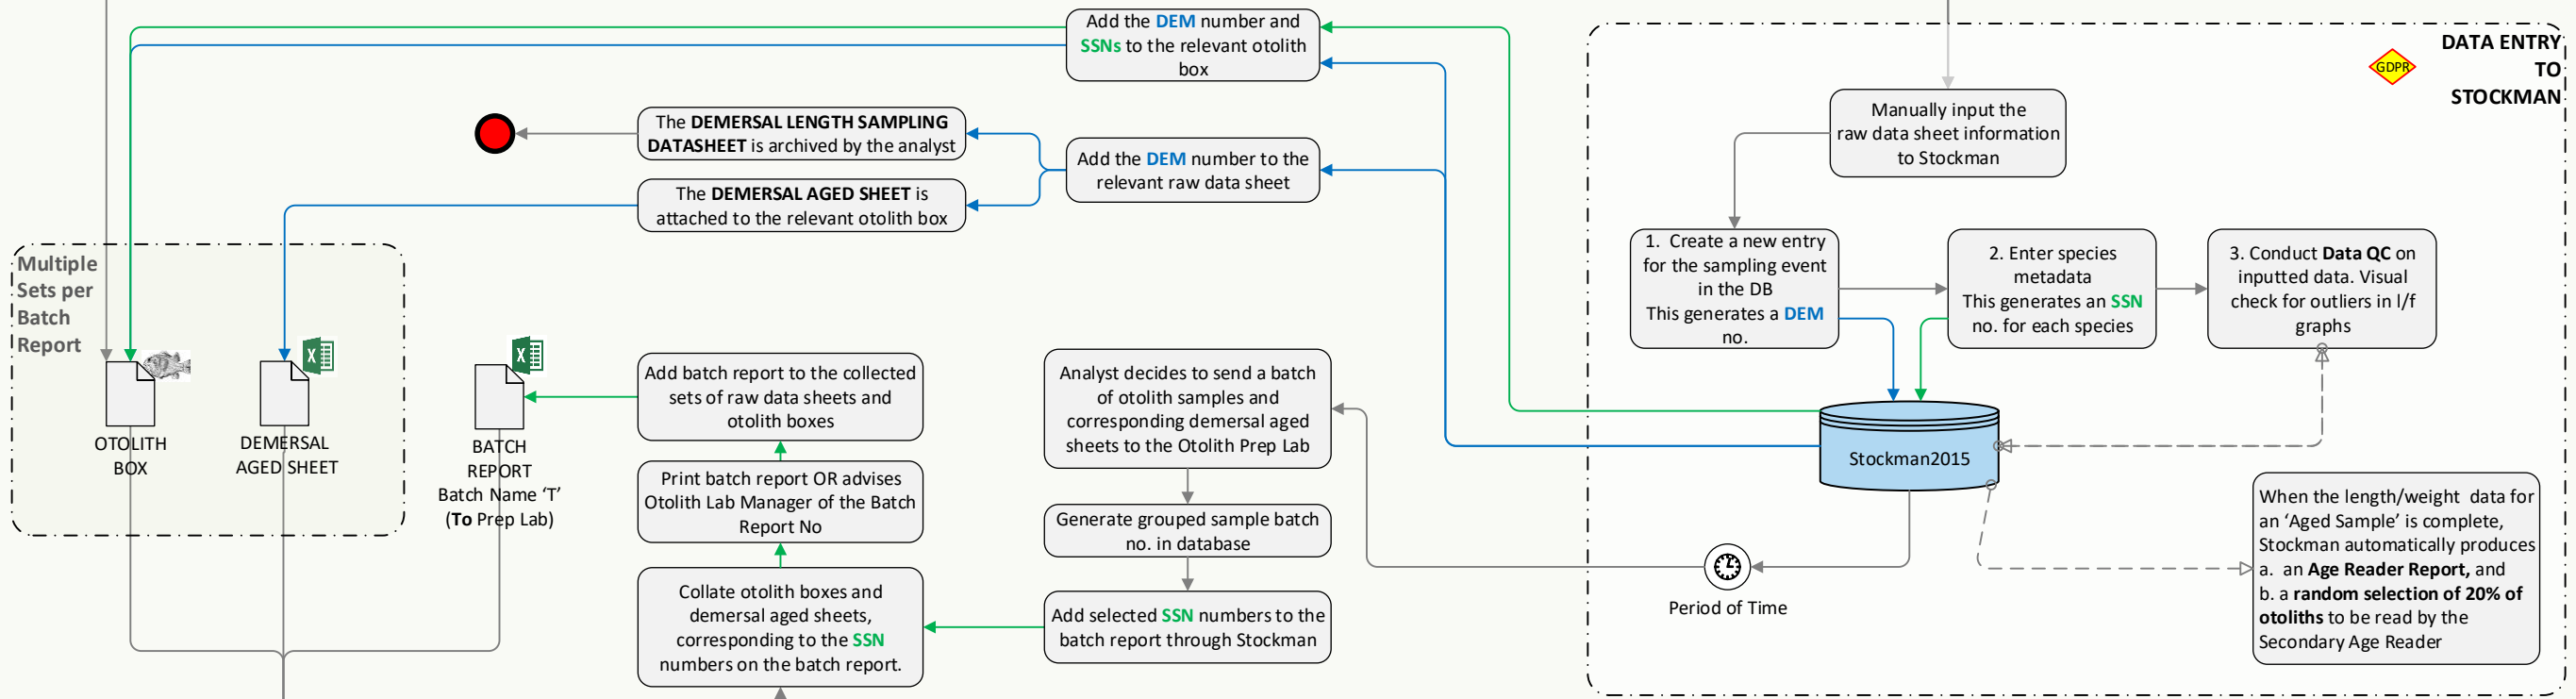 Add the DEM number and
SSNs to the relevant otolith
box
The DEMERSAL LENGTH SAMPLING
DATASHEET is archived by the analyst
Add the DEM number to the
relevant raw data sheet
The DEMERSAL AGED SHEET is
attached to the relevant otolith box
DATA ENTRY
TO
STOCKMAN
GDPR
Manually input the
raw data sheet information
to Stockman
1. Create a new entry
for the sampling event
in the DB
This generates a DEM
no.
2. Enter species
metadata
This generates an SSN
no. for each species
3. Conduct Data QC on
inputted data. Visual
check for outliers in l/f
graphs
Multiple
Sets per
Batch
Report
OTOLITH
BOX
DEMERSAL
AGED SHEET
BATCH
REPORT
Batch Name ‘T’
(To Prep Lab)
Add batch report to the collected
sets of raw data sheets and
otolith boxes
Print batch report OR advises
Otolith Lab Manager of the Batch
Report No
Collate otolith boxes and
demersal aged sheets,
corresponding to the SSN
numbers on the batch report.
Analyst decides to send a batch
of otolith samples and
corresponding demersal aged
sheets to the Otolith Prep Lab
Generate grouped sample batch
no. in database
Add selected SSN numbers to the
batch report through Stockman
Stockman2015
Period of Time
When the length/weight data for
an ‘Aged Sample’ is complete,
Stockman automatically produces
a. an Age Reader Report, and
b. a random selection of 20% of
otoliths to be read by the
Secondary Age Reader